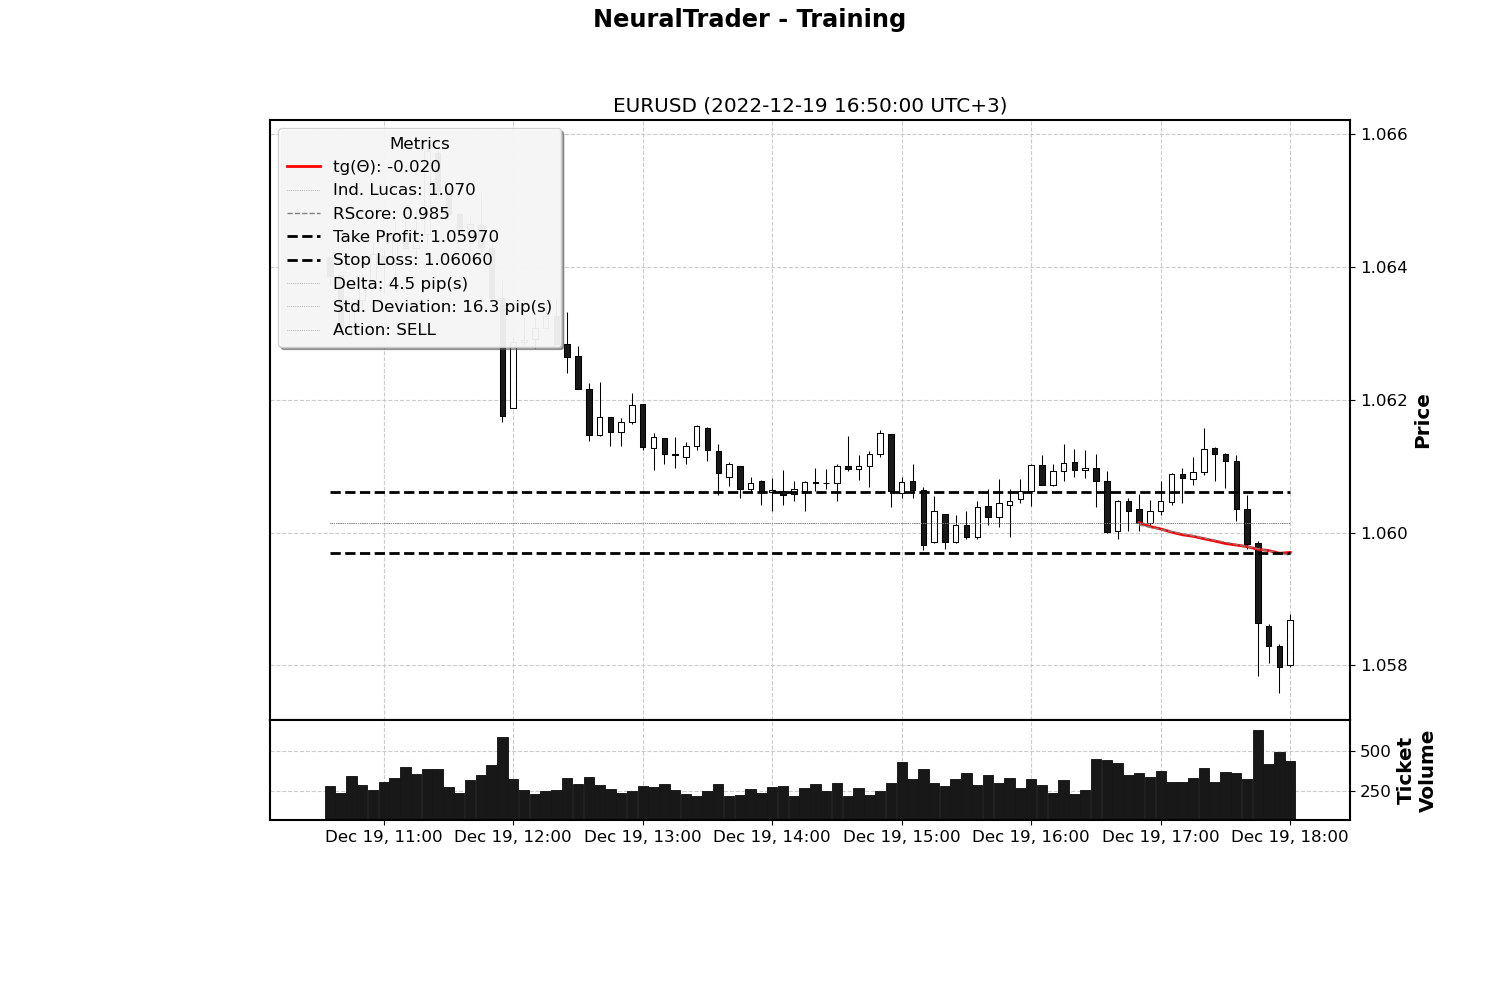 NeuralTrader - Training
EURUSD (2022-12-19 16:50:00 UTC+3)
Metrics
tg(Θ): -0.020
Ind. Lucas: 1.070
RScore: 0.985
Take Profit: 1.05970
Stop Loss: 1.06060
Delta: 4.5 pip(s)
Std. Deviation: 16.3 pip(s)
Action: SELL
1.066
1.064
1.062
1.060
1.058
Price
500
250
Ticket
Volume
Dec 19, 11:00 Dec 19, 12:00 Dec 19, 13:00 Dec 19, 14:00 Dec 19, 15:00 Dec 19, 16:00 Dec 19, 17:00 Dec 19, 18:00